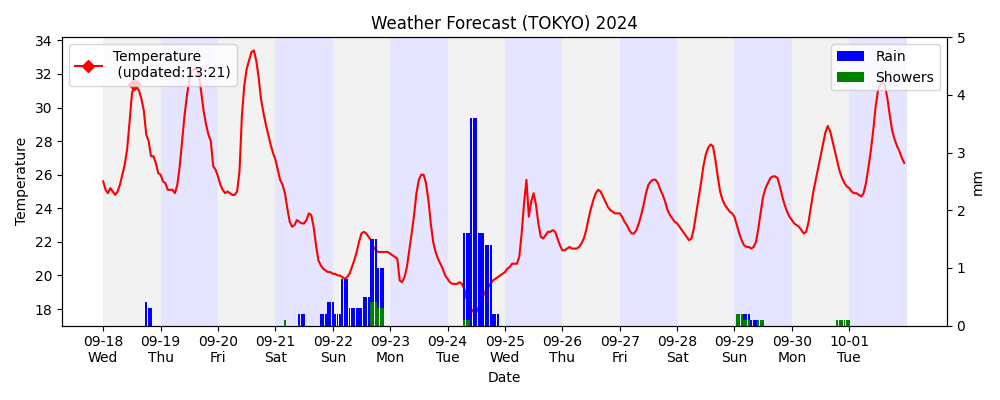 Weather Forecast (TOKYO) 2024
Temperature
(updated:13:21)
Rain
Showers
34
32
30
28
26
24
22
20
18
Temperature
5
4
3
2
1
0
mm
09-18 09-19 09-20 09-21 09-22 09-23 09-24 09-25 09-26 09-27 09-28 09-29 09-30 10-01
Wed Thu Fri Sat Sun Mon Tue Wed Thu Fri Sat Sun Mon Tue
Date